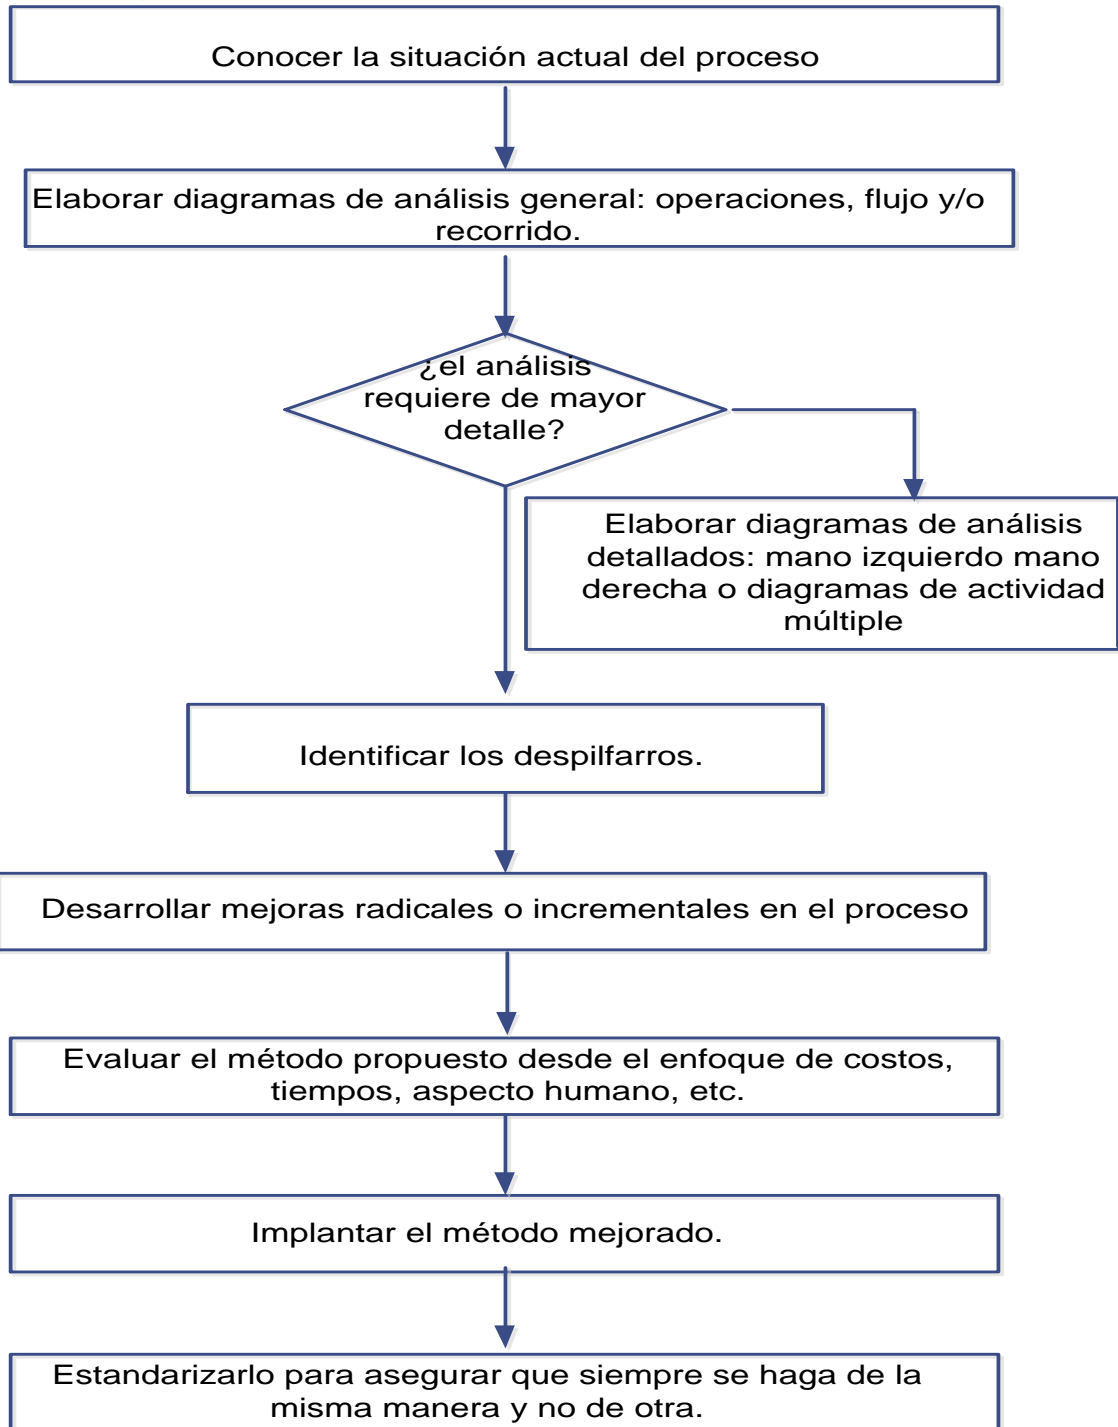 Conocer la situación actual del proceso
Elaborar diagramas de análisis general: operaciones, flujo y/o
recorrido.
¿el análisis
requiere de mayor
detalle?
Elaborar diagramas de análisis
detallados: mano izquierdo mano
derecha o diagramas de actividad
múltiple
Identificar los despilfarros.
Desarrollar mejoras radicales o incrementales en el proceso
Evaluar el método propuesto desde el enfoque de costos,
tiempos, aspecto humano, etc.
Implantar el método mejorado.
Estandarizarlo para asegurar que siempre se haga de la
misma manera y no de otra.